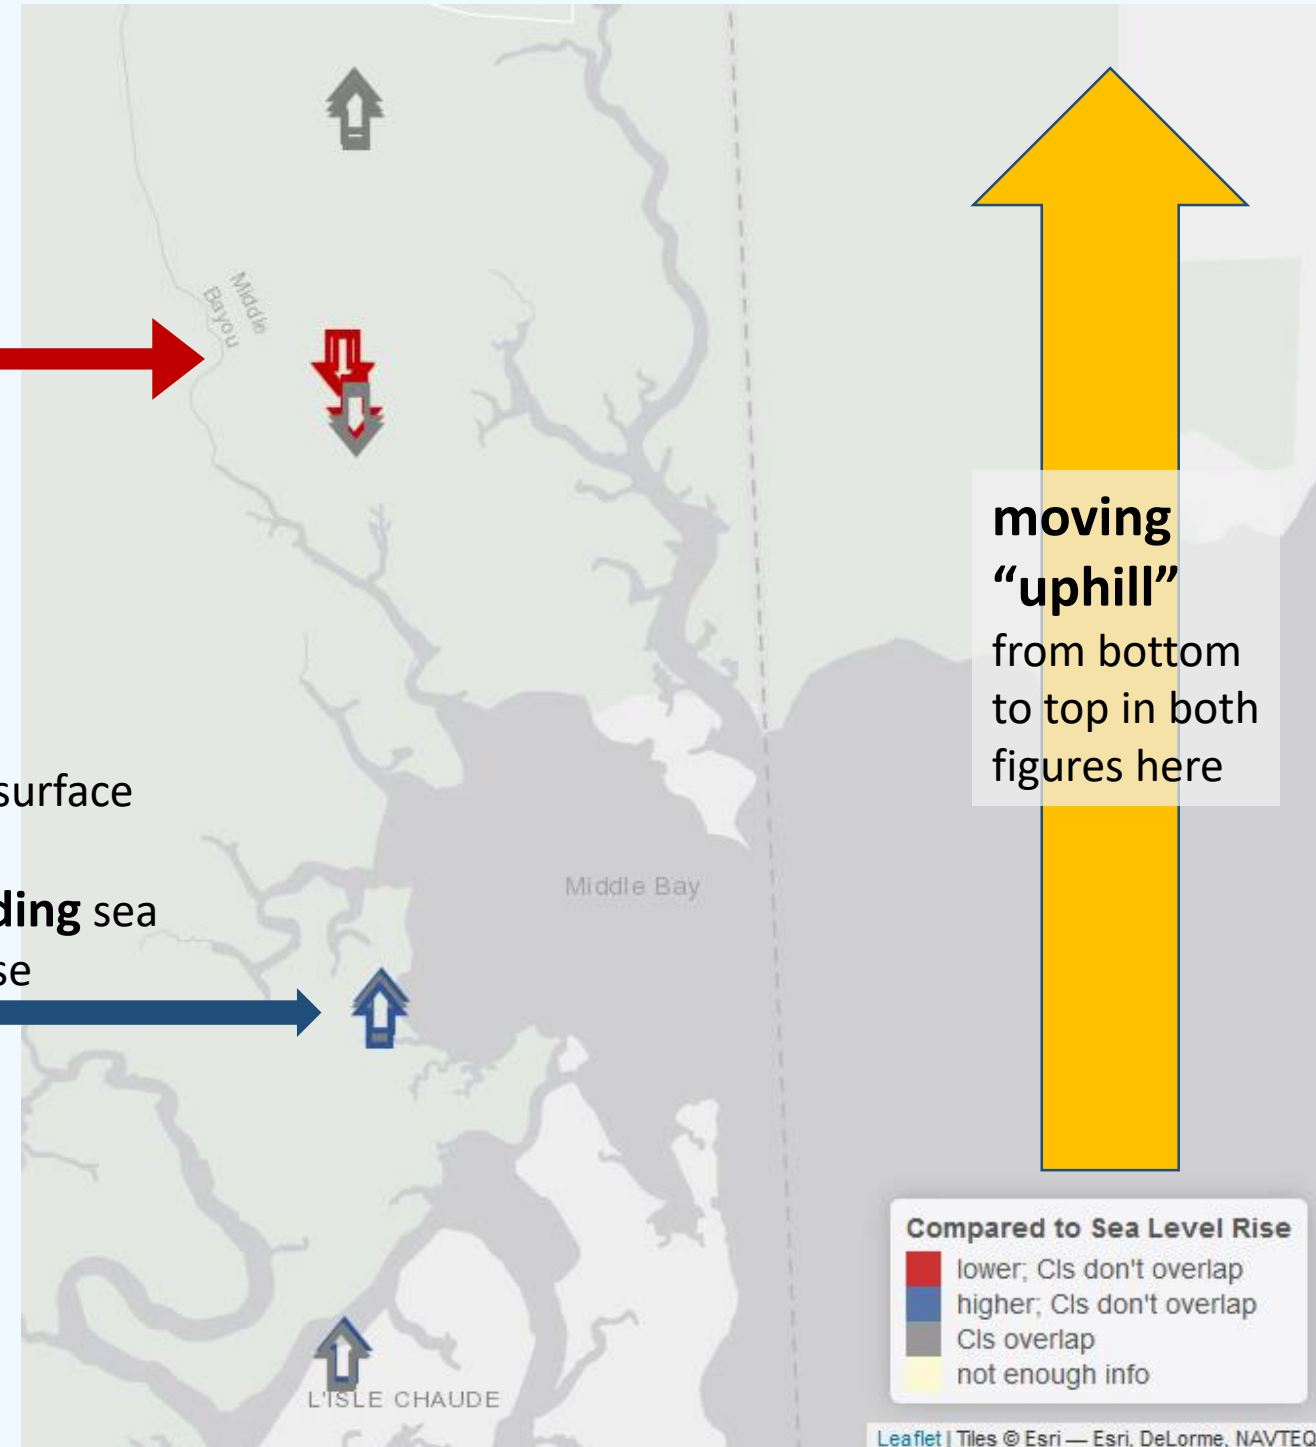 Middle
Bayou
moving
“uphill”
from bottom
to top in both
figures here
surface
ding sea
se
Middle Bay
L'ISLE CHAUDE
Compared to Sea Level Rise
lower; CIs don't overlap
higher; CIs don't overlap
CIs overlap
not enough info
Leaflet | Tiles © Esri — Esri, DeLorme, NAVTEQ